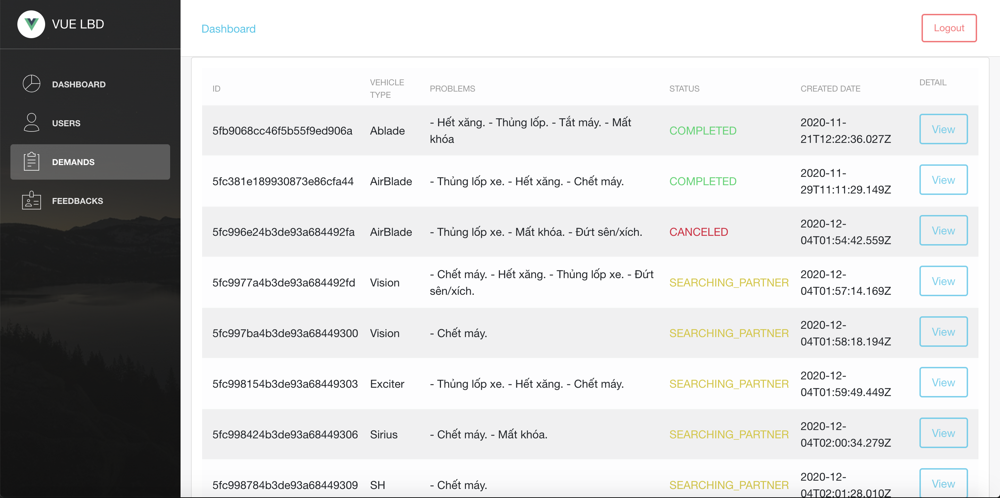 VUE LBD
Dashboard
Logout
DASHBOARD
USERS
DEMANDS
FEEDBACKS
ID VEHICLE TYPE PROBLEMS STATUS CREATED DATE DETAIL
5fb9068cc46f5b55f9ed906a Ablade - Hết xăng. - Thủng lốp. - Tắt máy. - Mất khóa COMPLETED 2020-11-21T12:22:36.027Z View
5fc381e189930873e86cfa44 AirBlade - Thủng lốp xe. - Hết xăng. - Chết máy. COMPLETED 2020-11-29T11:11:29.149Z View
5fc996e24b3de93a684492fa AirBlade - Thủng lốp xe. - Mất khóa. - Đứt sên/xích. CANCELED 2020-12-04T01:54:42.559Z View
5fc9977a4b3de93a684492fd Vision - Chết máy. - Hết xăng. - Thủng lốp xe. - Đứt sên/xích. SEARCHING_PARTNER 2020-12-04T01:57:14.169Z View
5fc997ba4b3de93a68449300 Vision - Chết máy. SEARCHING_PARTNER 2020-12-04T01:58:18.194Z View
5fc998154b3de93a68449303 Exciter - Thủng lốp xe. - Hết xăng. - Chết máy. SEARCHING_PARTNER 2020-12-04T01:59:49.449Z View
5fc998424b3de93a68449306 Sirius - Chết máy. - Mất khóa. SEARCHING_PARTNER 2020-12-04T02:00:34.279Z View
5fc998784b3de93a68449309 SH - Chết máy. SEARCHING_PARTNER 2020-12-04T02:01:28.010Z View